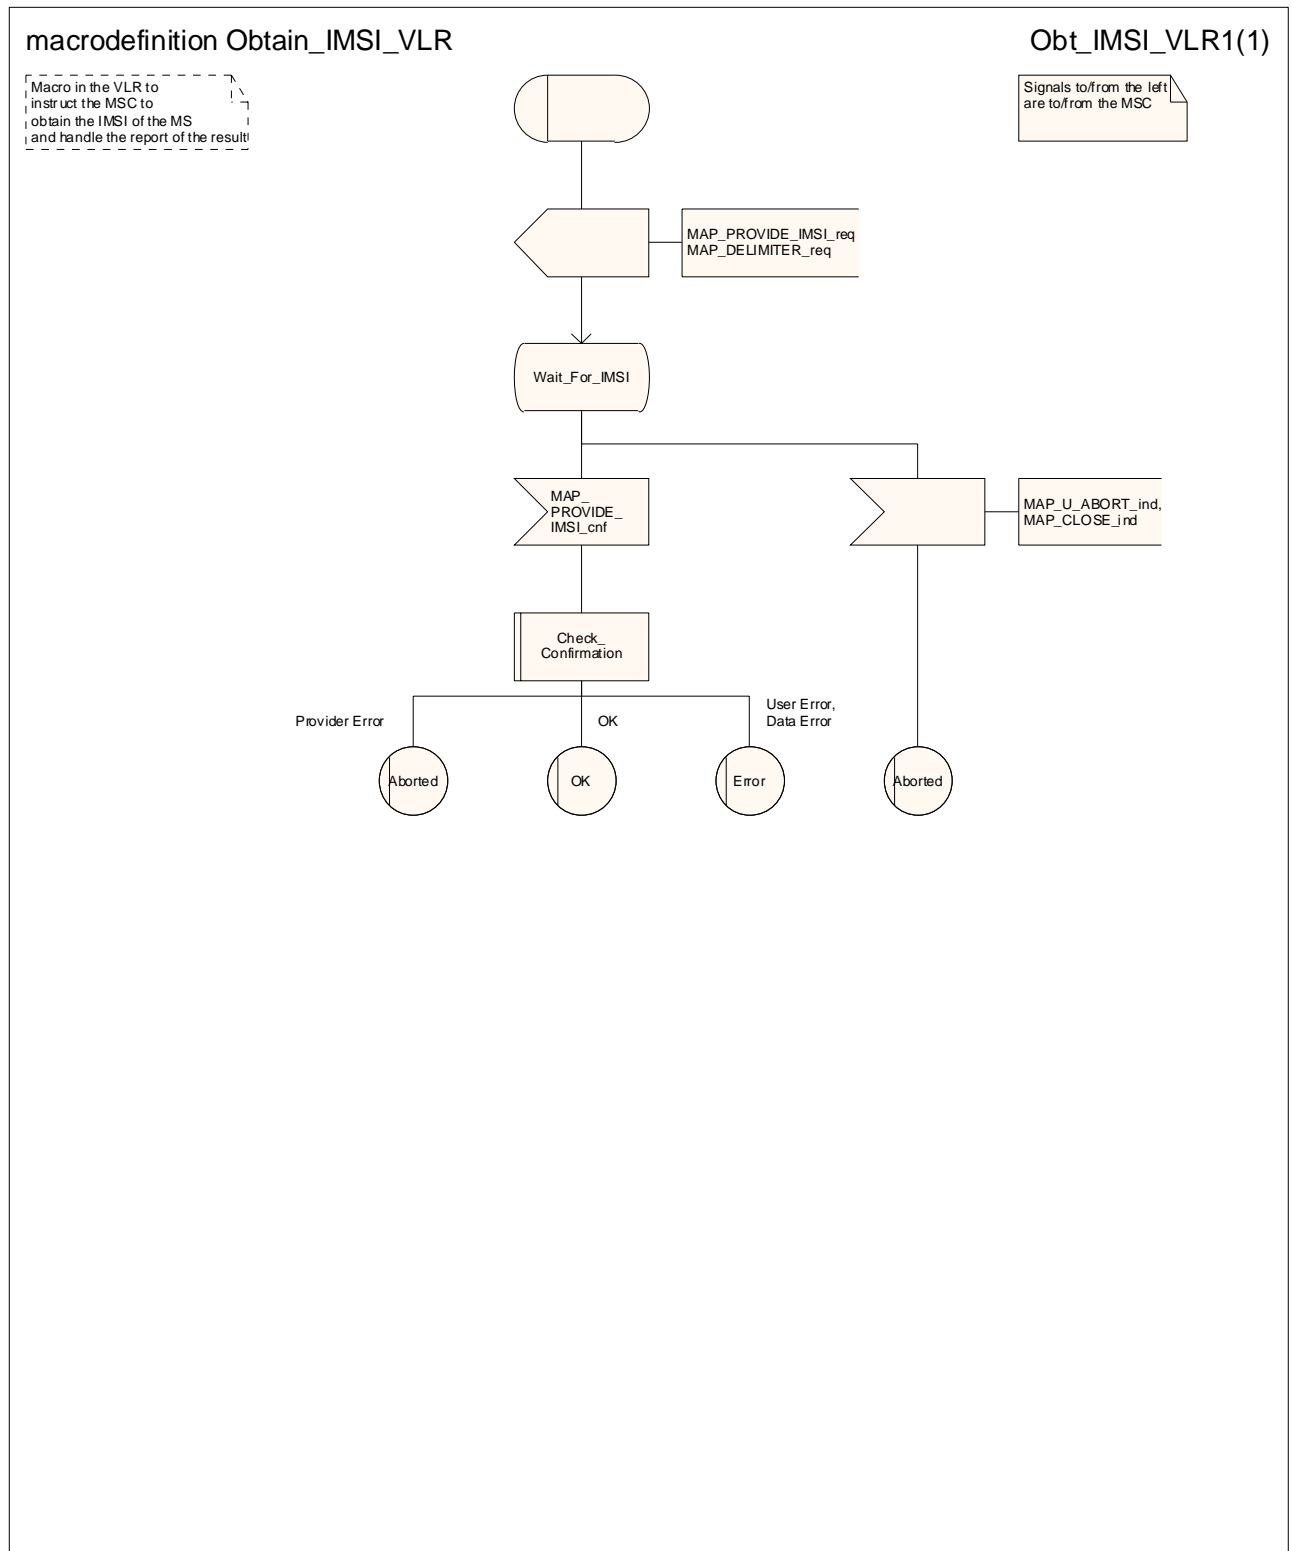 macrodefinition Obtain_IMSI_VLR
Obt_IMSI_VLR1(1)
Macro in the VLR to
instruct the MSC to
obtain the IMSI of the MS
and handle the report of the result
Signals to/from the left
are to/from the MSC
MAP_PROVIDE_IMSI_req
MAP_DELIMITER_req
Wait_For_IMSI
MAP_
PROVIDE_
IMSI_cnf
MAP_U_ABORT_ind,
MAP_CLOSE_ind
Check_
Confirmation
Provider Error
OK
User Error,
Data Error
Aborted
OK
Error
Aborted